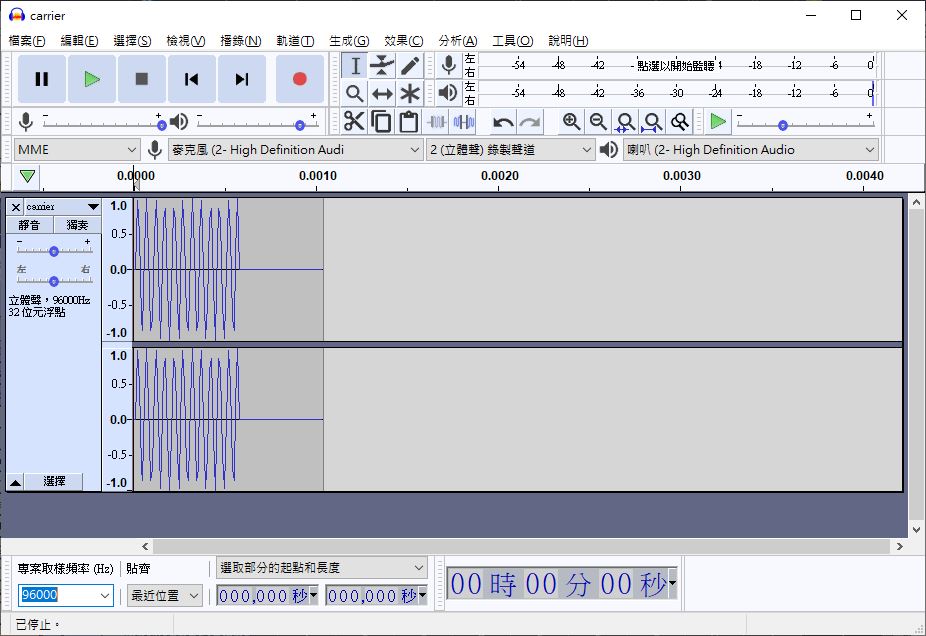 carrier
檔案(F) 編輯(E) 選擇(S) 檢視(V) 播錄(N) 軌道(T) 生成(G) 效果(C) 分析(A) 工具(O) 說明(H)
左
右
-54 -48 -42 -點選以開始監聽 -18 -12 -6 0
左
右
-54 -48 -42 -36 -30 -24 -18 -12 -6 0
- + - +
- +
MME 麥克風 (2- High Definition Audi 2 (立體聲) 錄製聲道 喇叭 (2- High Definition Audio
0.0000 0.0010 0.0020 0.0030 0.0040
carrier
靜音 獨奏
- +
左 右
立體聲，96000Hz
32 位元浮點
選擇
1.0
0.5
0.0
-0.5
-1.0
1.0
0.5
0.0
-0.5
-1.0
專案取樣頻率 (Hz) 貼齊 選取部分的起點和長度
96000 最近位置 000,000 秒 000,000 秒
00 時 00 分 00 秒
已停止。